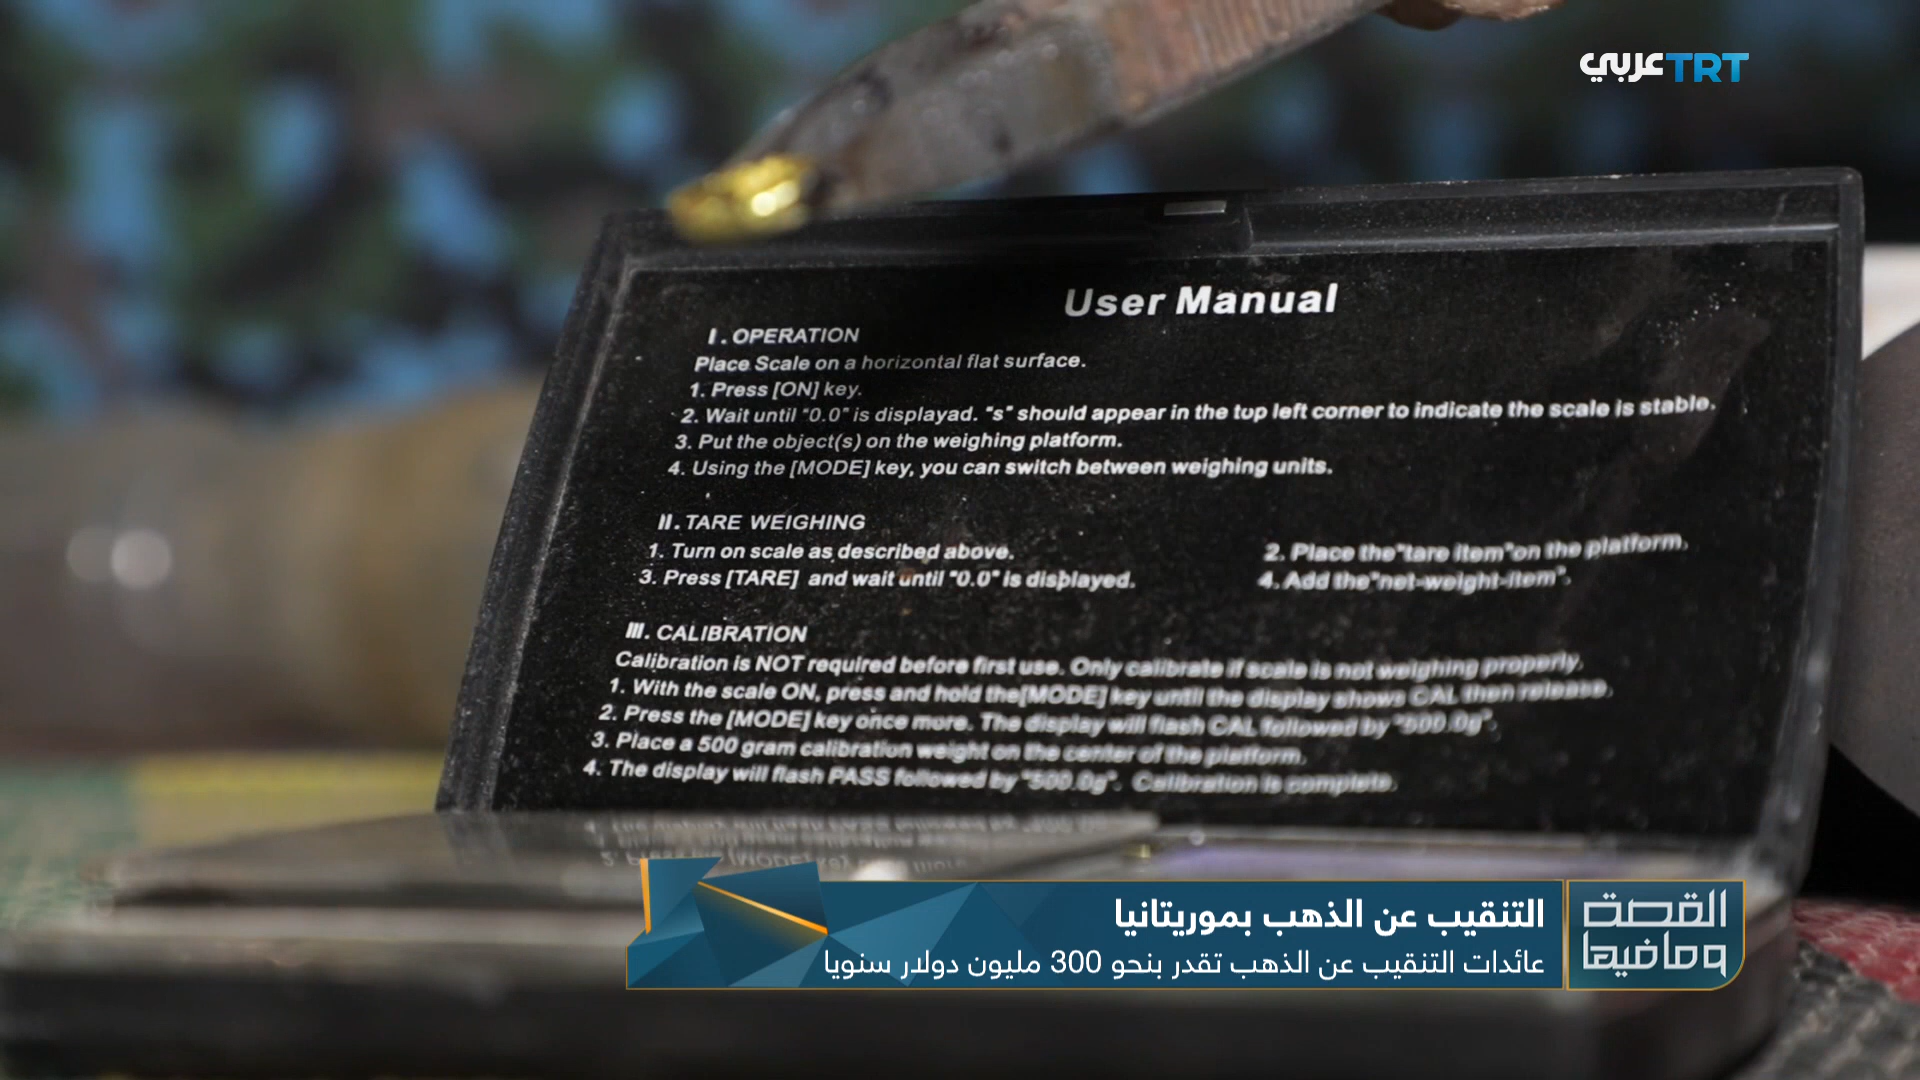 عربي TRT
User Manual
I. OPERATION
Place Scale on a horizontal flat surface.
1. Press [ON] key.
2. Wait until "0.0" is displayad. "s" should appear in the top left corner to indicate the scale is stable.
3. Put the object(s) on the weighing platform.
4. Using the [MODE] key, you can switch between weighing units.
II. TARE WEIGHING
1. Turn on scale as described above.
2. Place the"tare item"on the platform.
3. Press [TARE] and wait until "0.0" is displayed.
4. Add the"net-weight-item".
III. CALIBRATION
Calibration is NOT required before first use. Only calibrate if scale is not weighing properly.
1. With the scale ON, press and hold the[MODE] key until the display shows CAL then release.
2. Press the [MODE] key once more. The display will flash CAL followed by "500.0g".
3. Place a 500 gram calibration weight on the center of the platform.
4. The display will flash PASS followed by "500.0g". Calibration is complete.
القصة
وما فيها
التنقيب عن الذهب بموريتانيا
عائدات التنقيب عن الذهب تقدر بنحو 300 مليون دولار سنويا